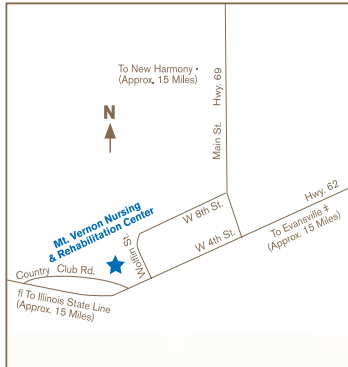 To New Harmony •
(Approx. 15 Miles)
Main St.   Hwy. 69
N
Mt. Vernon Nursing
& Rehabilitation Center
Wolflin St.
W 8th St.
W 4th St.
Hwy. 62
To Evansville ‡
(Approx. 15 Miles)
Country Club Rd.
fl To Illinois State Line
(Approx. 15 Miles)